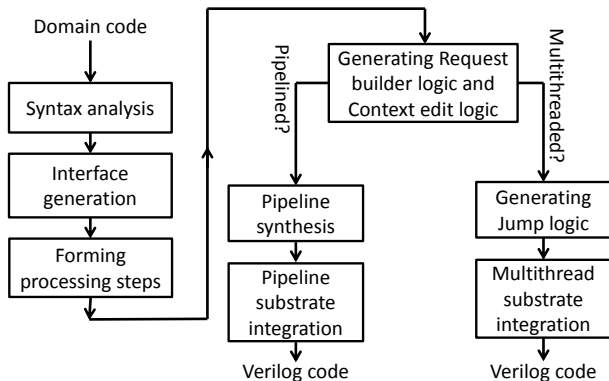 Domain code
Syntax analysis
Interface
generation
Forming
processing steps
Generating Request
builder logic and
Context edit logic
Pipelined?
Multithreaded?
Pipeline
synthesis
Pipeline
substrate
integration
Verilog code
Generating
Jump logic
Multithread
substrate
integration
Verilog code